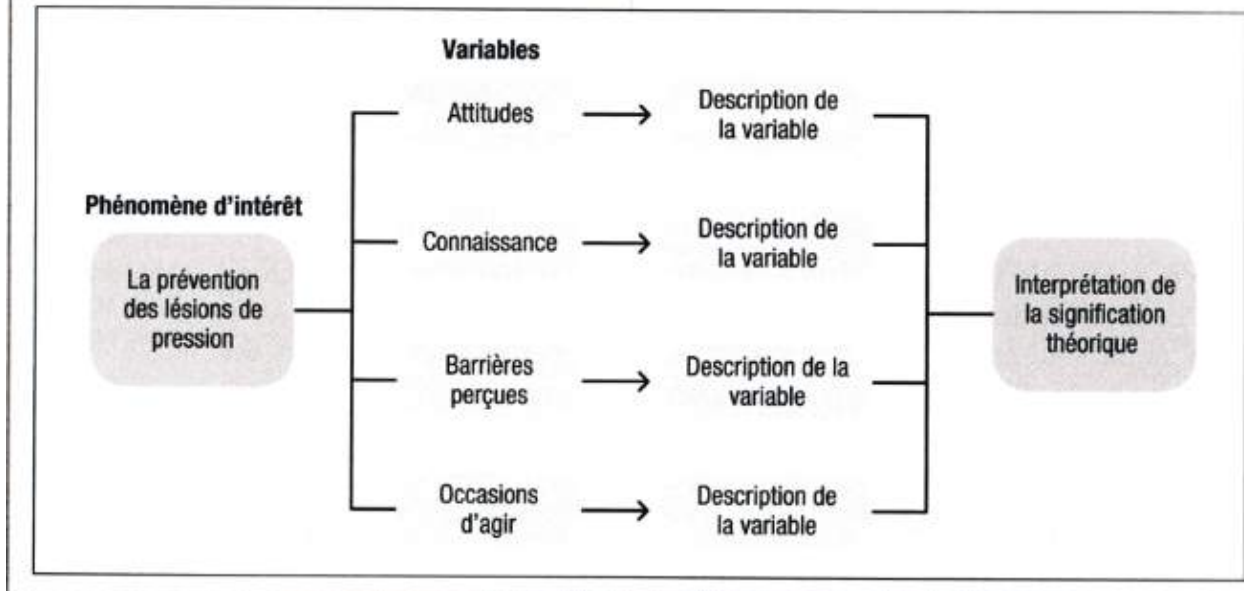 Variables
Attitudes
Description de
la variable
Phénomène d'intérêt
La prévention
des lésions de
pression
Connaissance
Description de
la variable
Interprétation de
la signification
théorique
Barrières
perçues
Description de la
variable
Occasions
d'agir
Description de
la variable